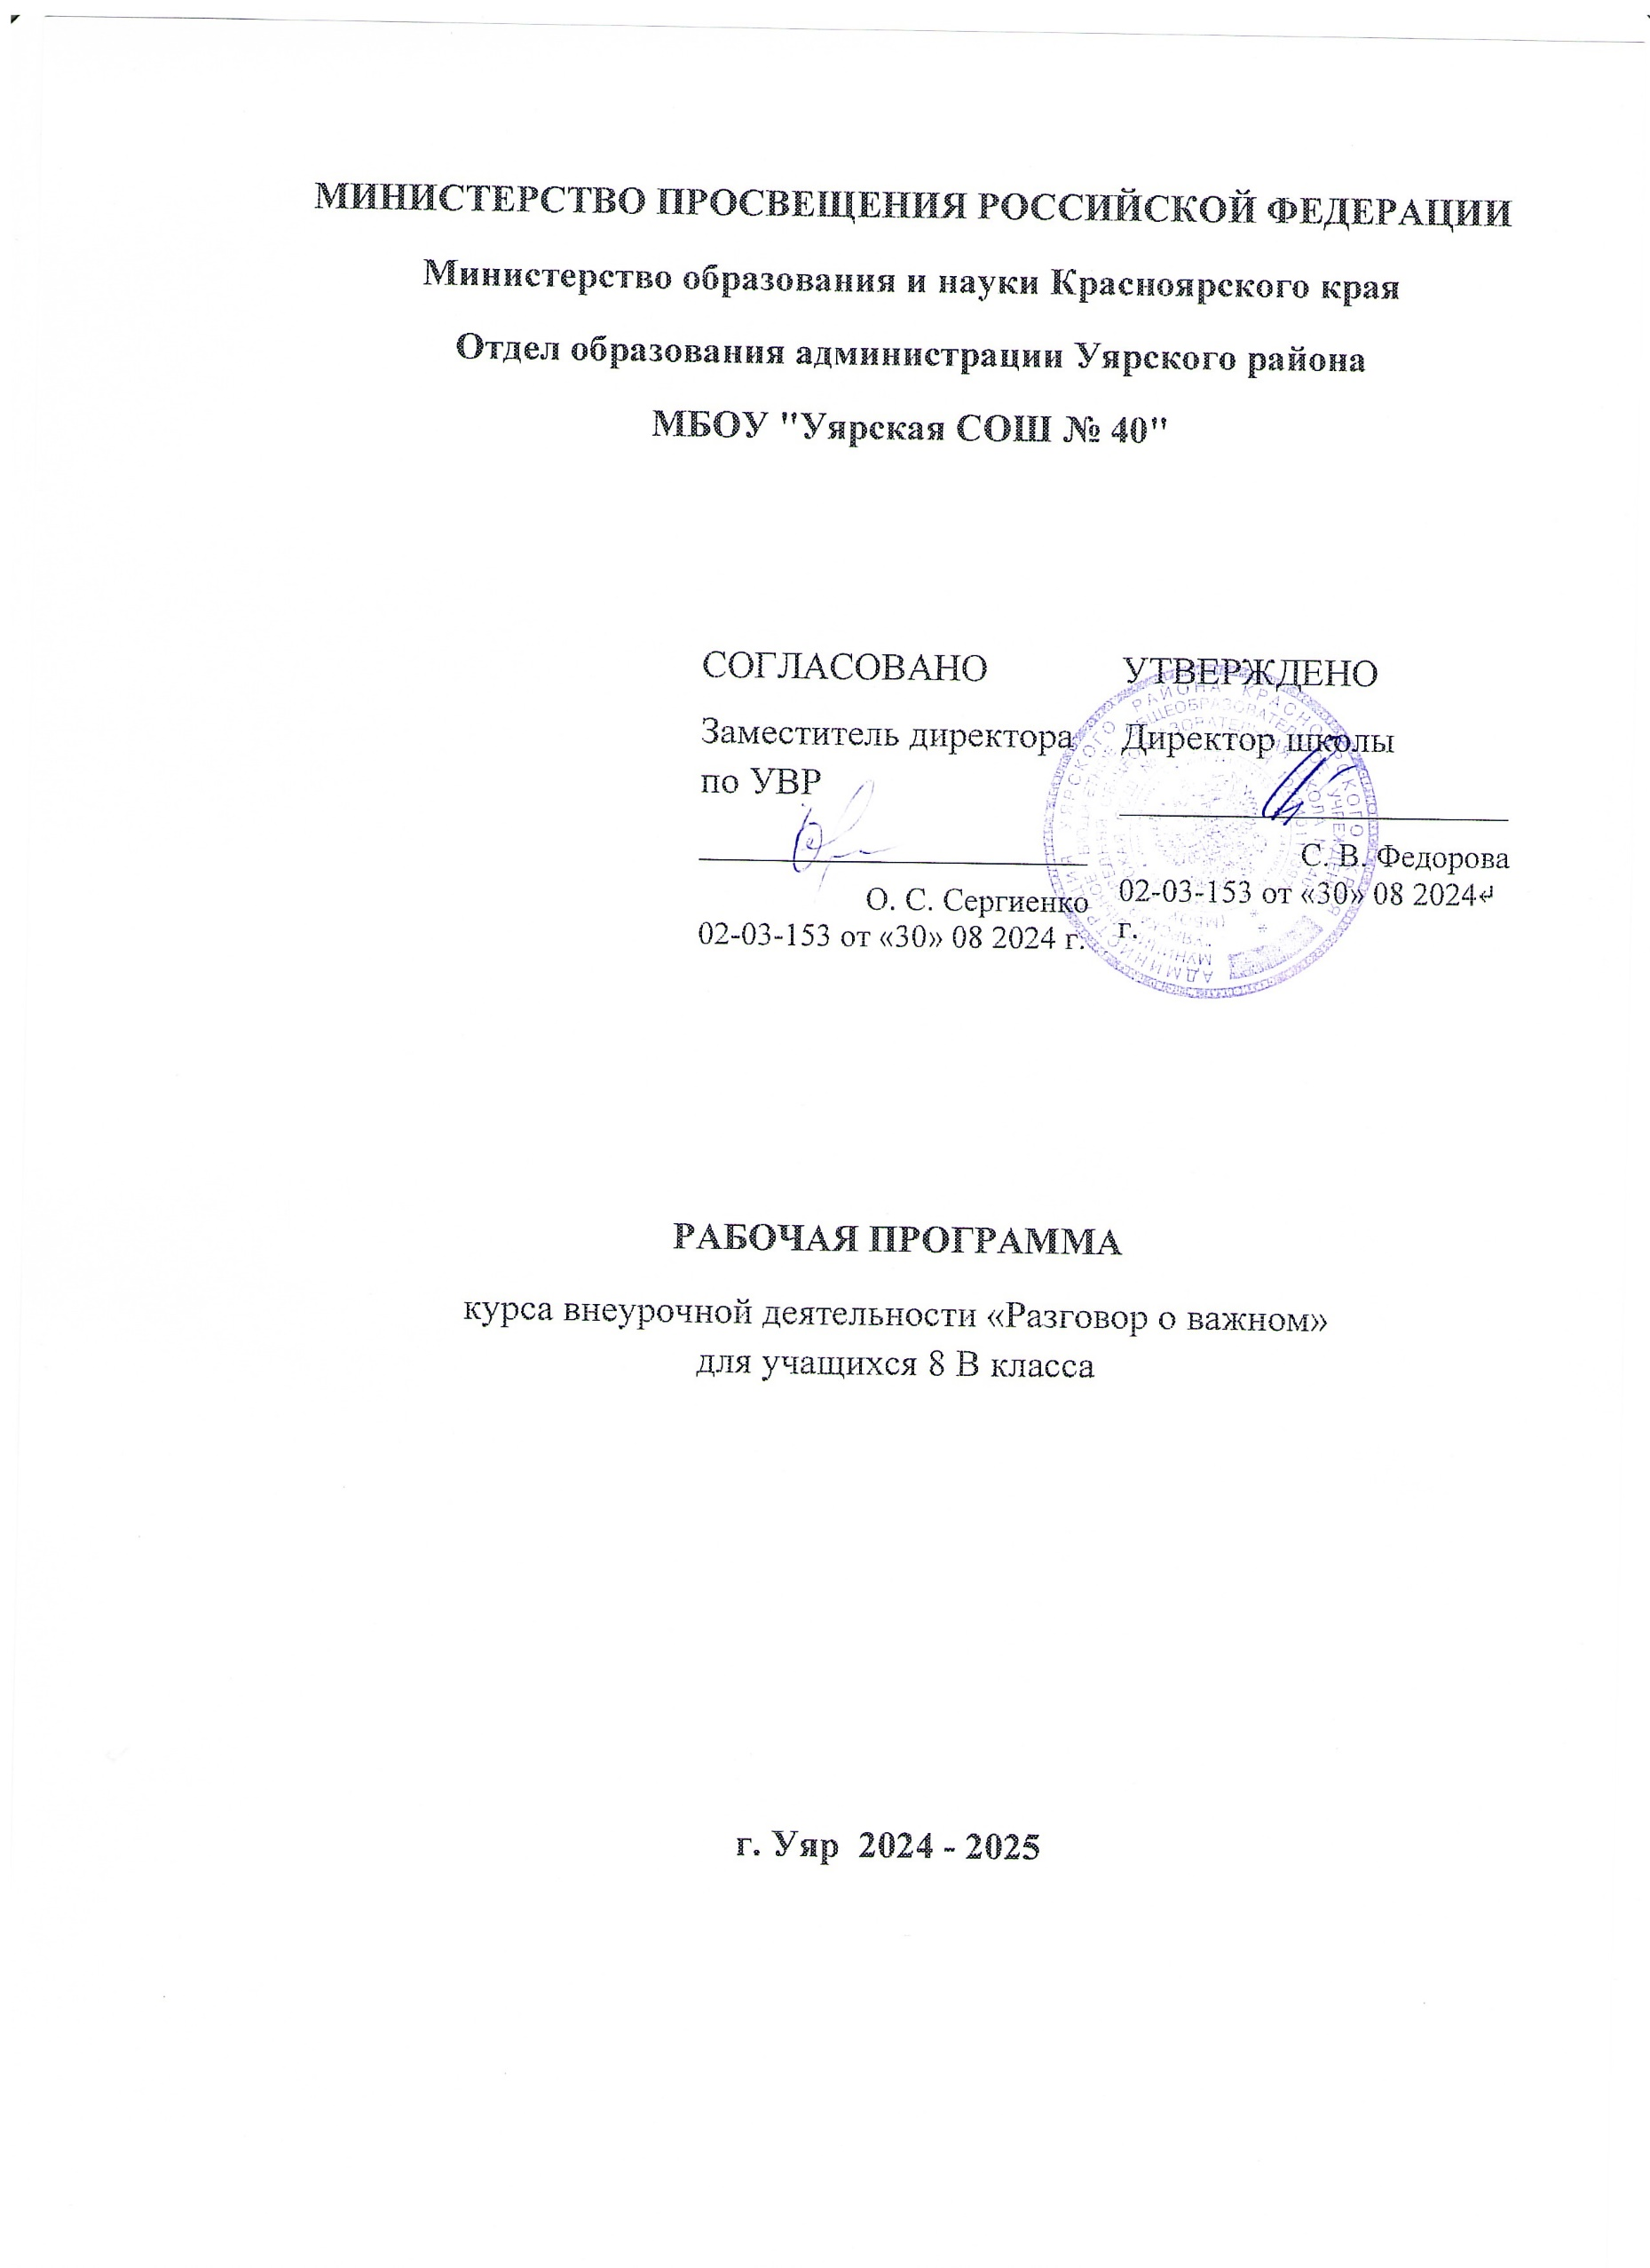 МИНИСТЕРСТВО ПРОСВЕЩЕНИЯ РОССИЙСКОЙ ФЕДЕРАЦИИ
Министерство образования и науки Красноярского края
Отдел образования администрации Уярского района
МБОУ "Уярская СОШ № 40"
СОГЛАСОВАНО
Заместитель директора
по УВР
О. С. Сергиенко
02-03-153 от «30» 08 2024 г.
УТВЕРЖДЕНО
Директор школы
С. В. Федорова
02-03-153 от «30» 08 2024↵
г.
РАЙОНА КРАСНОЯРСКОГО КРАЯ
РАБОЧАЯ ПРОГРАММА
курса внеурочной деятельности «Разговор о важном»
для учащихся 8 В класса
г. Уяр 2024 - 2025